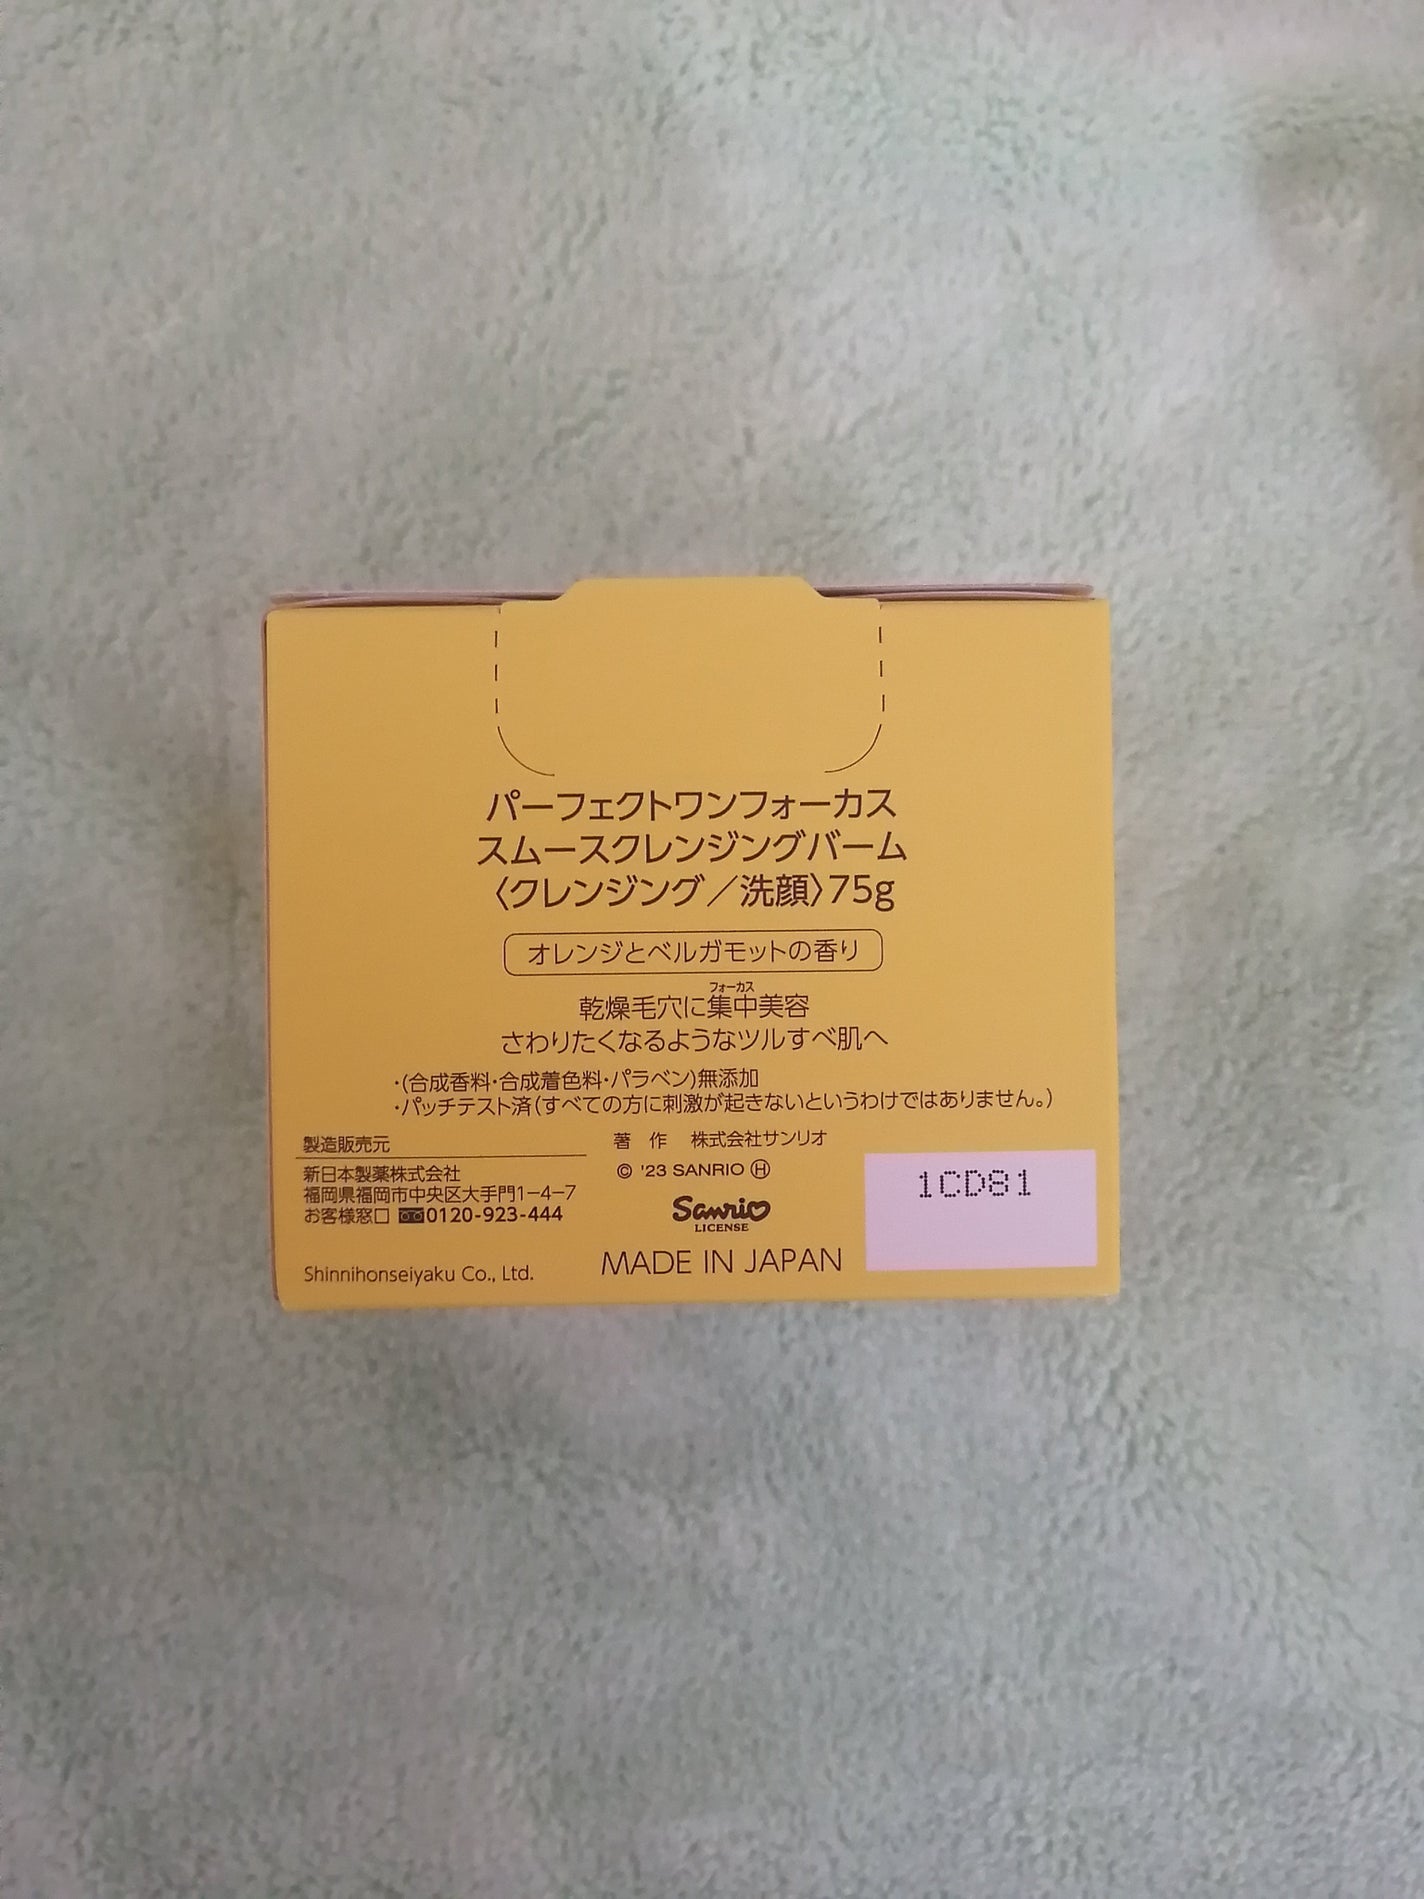 パーフェクトワンフォーカス
スムースクレンジングバーム
〈クレンジング／洗顔〉75g
オレンジとベルガモットの香り
フォーカス
乾燥毛穴に集中美容
さわりたくなるようなツルすべ肌へ
・(合成香料・合成着色料・パラベン)無添加
・パッチテスト済(すべての方に刺激が起きないというわけではありません。)
製造販売元
新日本製薬株式会社
福岡県福岡市中央区大手門1-4-7
お客様窓口 0120-923-444
Shinnihonseiyaku Co., Ltd.
著 作 株式会社サンリオ
© '23 SANRIO Ⓗ
Sanrio
LICENSE
MADE IN JAPAN
1CD81